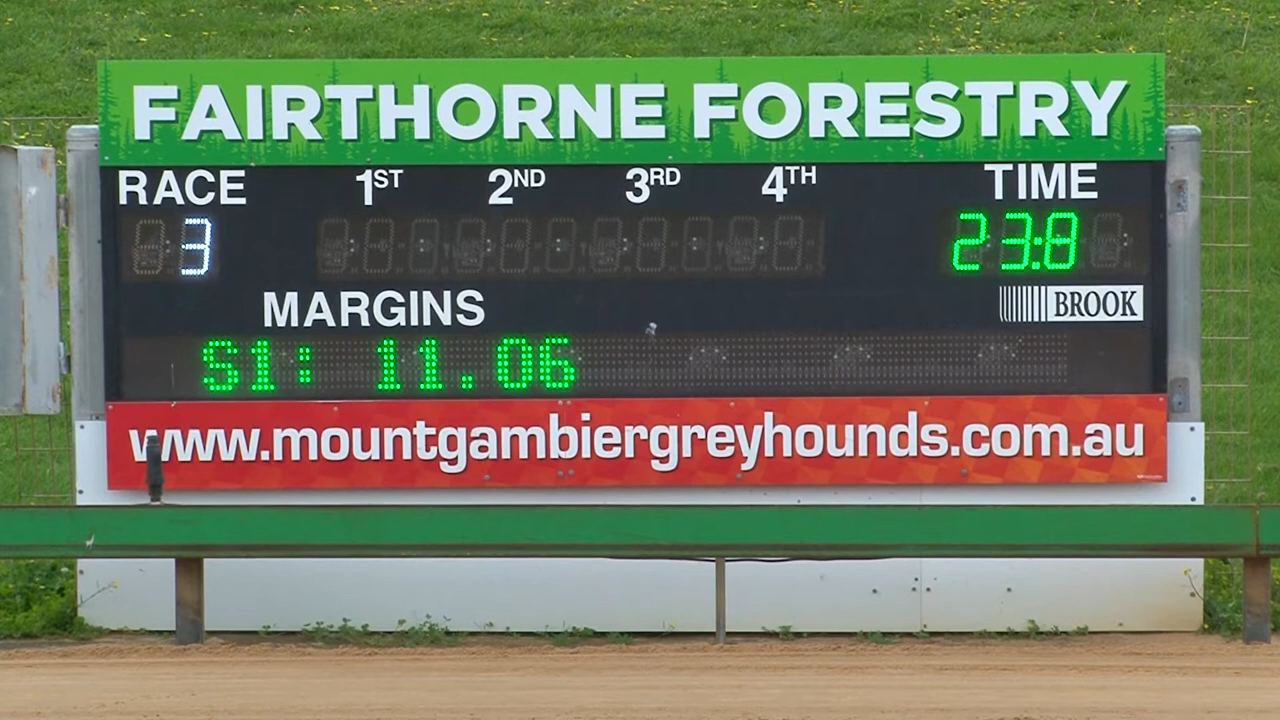 FAIRTHORNE FORESTRY
RACE 1ST 2ND 3RD 4TH TIME
3 23:8
MARGINS BROOK
S1: 11.06
www.mountgambiergreyhounds.com.au